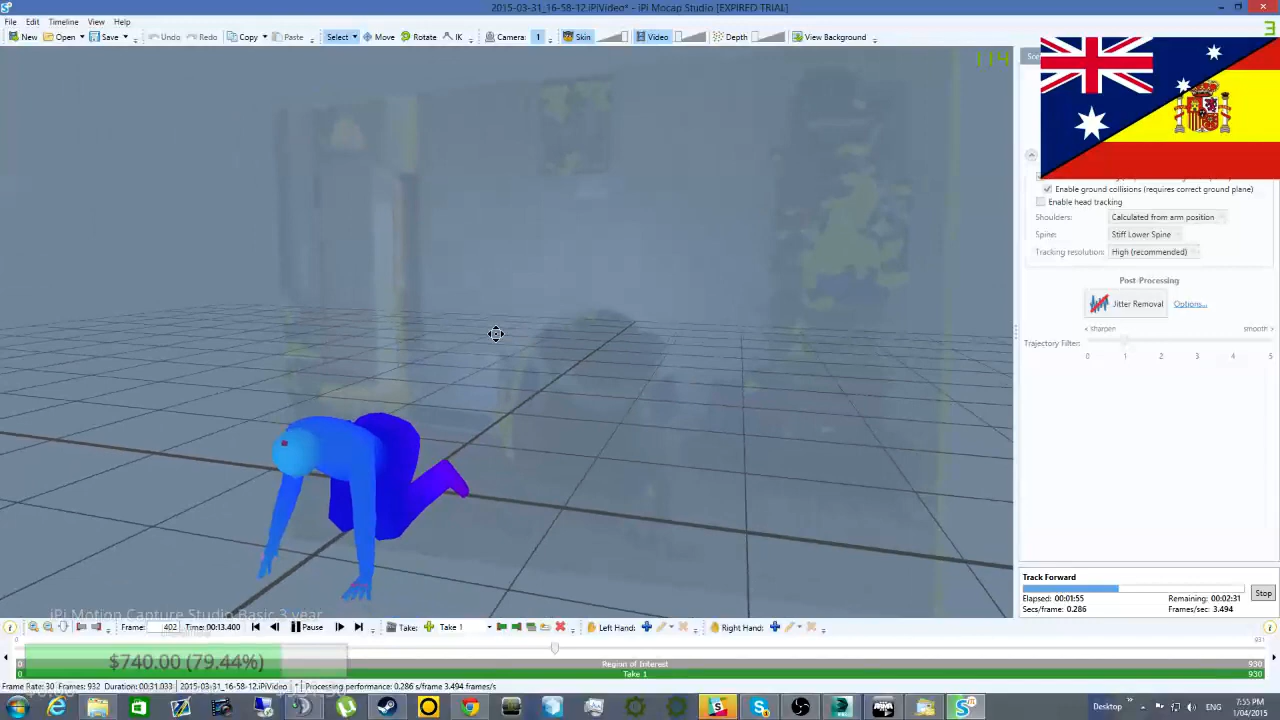 2015-03-31_16-58-12.iPiVideo* - iPi Mocap Studio [EXPIRED TRIAL]
File Edit Timeline View Help
New Open Save Undo Redo Copy Paste Select Move Rotate IK Camera: 1 Skin Video Depth View Background
3
114
Enable ground collisions (requires correct ground plane)
Enable head tracking
Shoulders: Calculated from arm position
Spine: Stiff Lower Spine
Tracking resolution: High (recommended)
Post-Processing
Jitter Removal Options...
< sharpen smooth >
Trajectory Filter:
0 1 2 3 4 5
Track Forward
Elapsed: 00:01:55 Remaining: 00:02:31
Secs/frame: 0.286 Frames/sec: 3.494
Stop
iPi Motion Capture Studio Basic 3 year
Frame: 402 Time: 00:13.400 Pause Take: Take 1 Left Hand: Right Hand:
0 931
$740.00 (79.44%)
0 Region of Interest 930
0 Take 1 930
Frame Rate: 30 Frames: 932 Duration: 00:31.033 2015-03-31_16-58-12.iPiVideo * Processing performance: 0.286 s/frame 3.494 frames/s
Desktop ENG 7:55 PM
1/04/2015